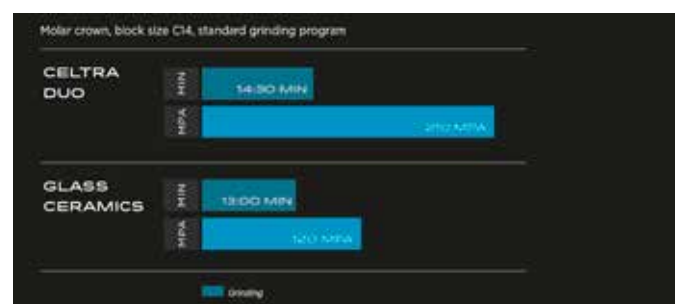 Molar crown, block size C14, standard grinding program
CELTRA
DUO
MIN
14:30 MIN
MPA
210 MPA
GLASS
CERAMICS
MIN
13:00 MIN
MPA
120 MPA
Grinding